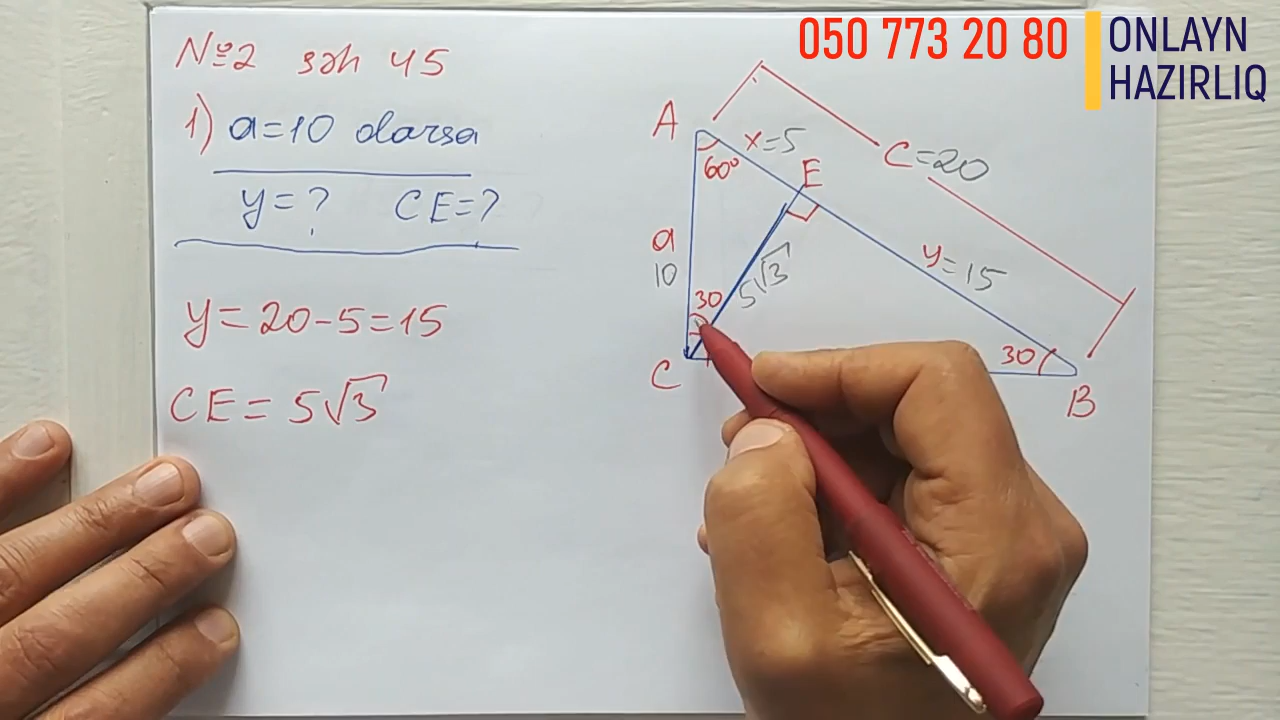 050 773 20 80
ONLAYN
HAZIRLIQ
№2 səh 45
1) a=10 olarsa
y=? CE=?
y=20-5=15
CE=5√3
A
60°
x=5
E
C=20
a
10
30
5√3
y=15
C
30
B